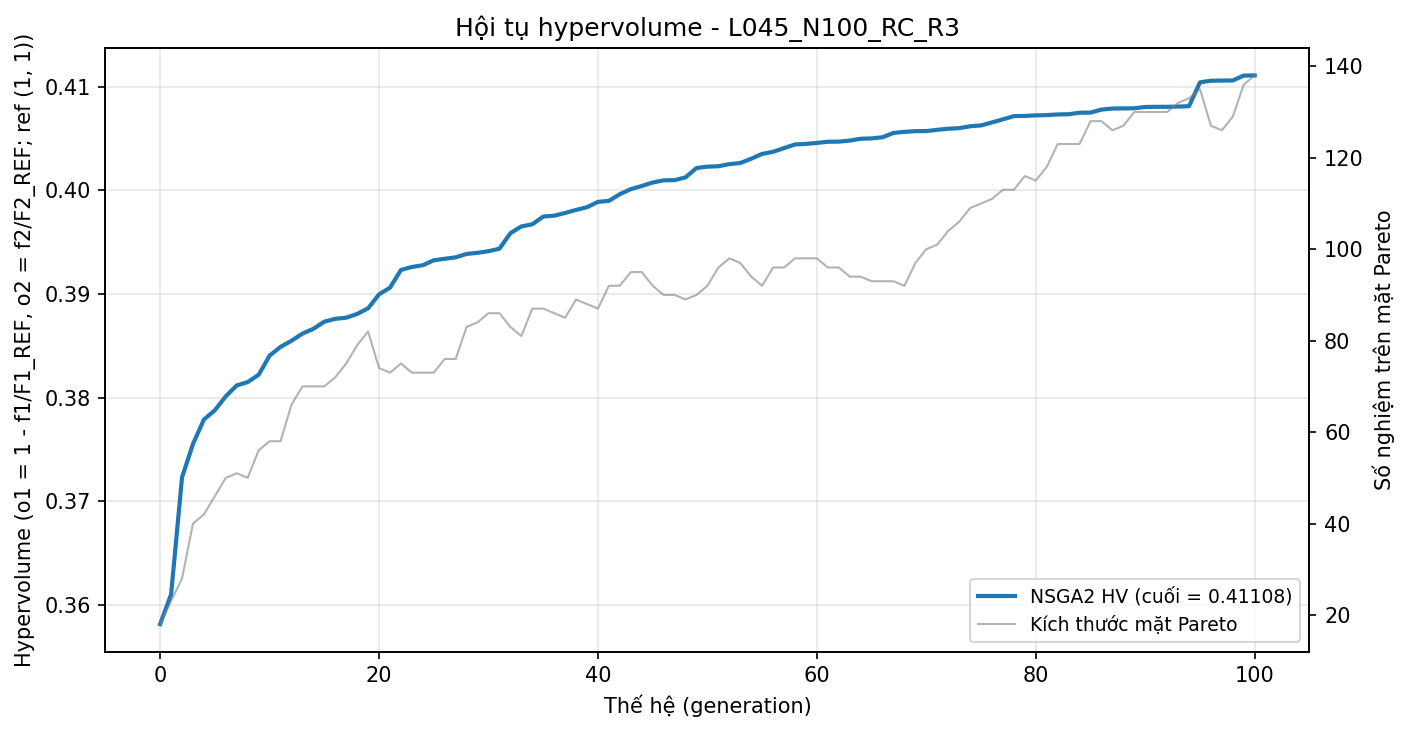 Hội tụ hypervolume - L045_N100_RC_R3
Hypervolume (o1 = 1 - f1/F1_REF, o2 = f2/F2_REF; ref (1, 1))
0.41
0.40
0.39
0.38
0.37
0.36
140
120
100
80
60
40
20
Số nghiệm trên mặt Pareto
NSGA2 HV (cuối = 0.41108)
Kích thước mặt Pareto
0 20 40 60 80 100
Thế hệ (generation)